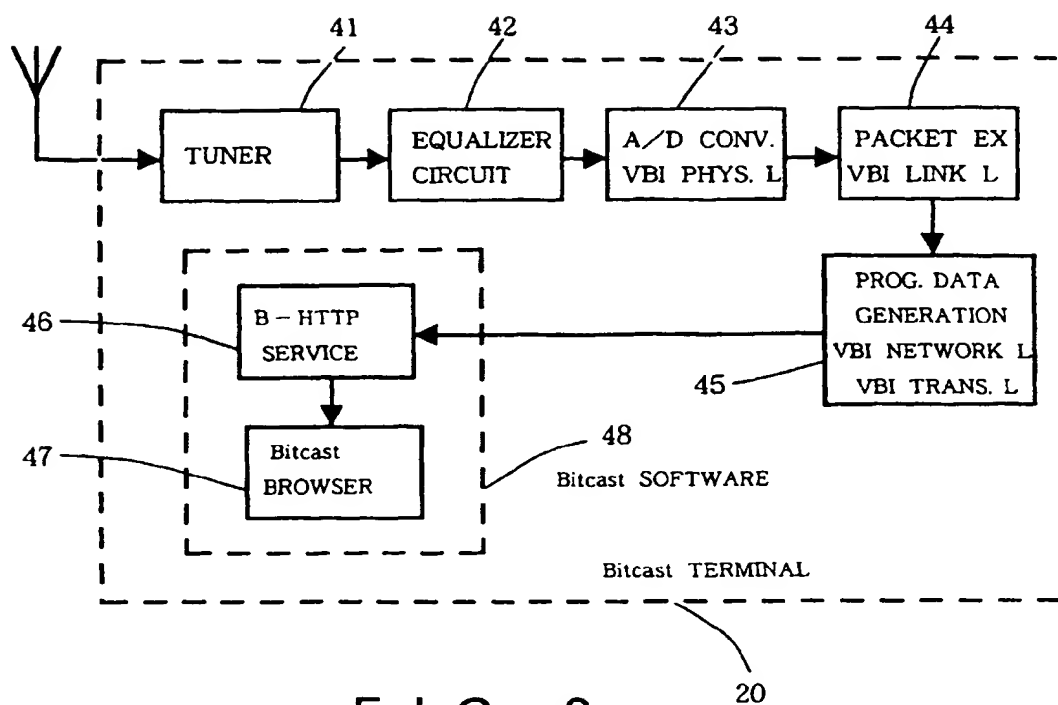 41
42
43
44
TUNER
EQUALIZER
CIRCUIT
A/D CONV.
VBI PHYS. L
PACKET EX
VBI LINK L
PROG. DATA
GENERATION
VBI NETWORK L
VBI TRANS. L
45
46
B-HTTP
SERVICE
47
Bitcast
BROWSER
48
Bitcast SOFTWARE
Bitcast TERMINAL
20